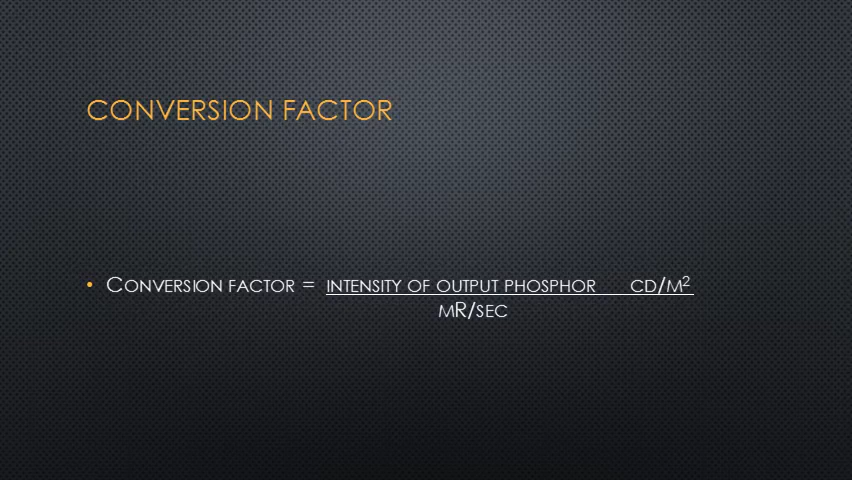 CONVERSION FACTOR
• CONVERSION FACTOR = INTENSITY OF OUTPUT PHOSPHOR CD/M²
MR/SEC